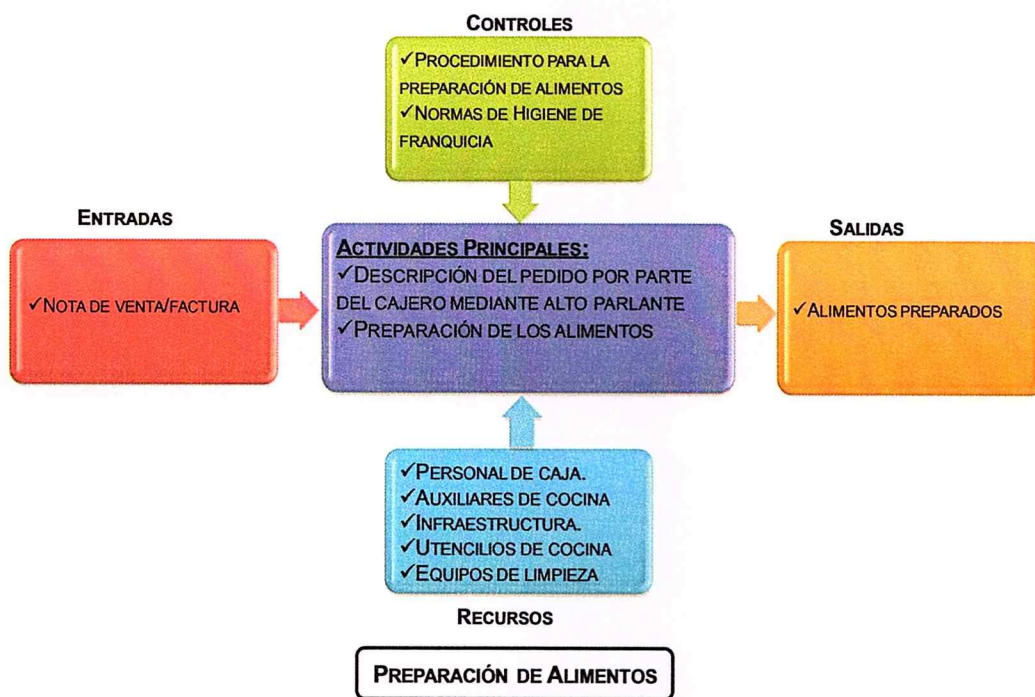 CONTROLES
✓PROCEDIMIENTO PARA LA
PREPARACIÓN DE ALIMENTOS
✓NORMAS DE HIGIENE DE
FRANQUICIA
ENTRADAS
✓NOTA DE VENTA/FACTURA
ACTIVIDADES PRINCIPALES:
✓DESCRIPCIÓN DEL PEDIDO POR PARTE
DEL CAJERO MEDIANTE ALTO PARLANTE
✓PREPARACIÓN DE LOS ALIMENTOS
SALIDAS
✓ALIMENTOS PREPARADOS
✓PERSONAL DE CAJA.
✓AUXILIARES DE COCINA
✓INFRAESTRUCTURA.
✓UTENCILIOS DE COCINA
✓EQUIPOS DE LIMPIEZA
RECURSOS
PREPARACIÓN DE ALIMENTOS